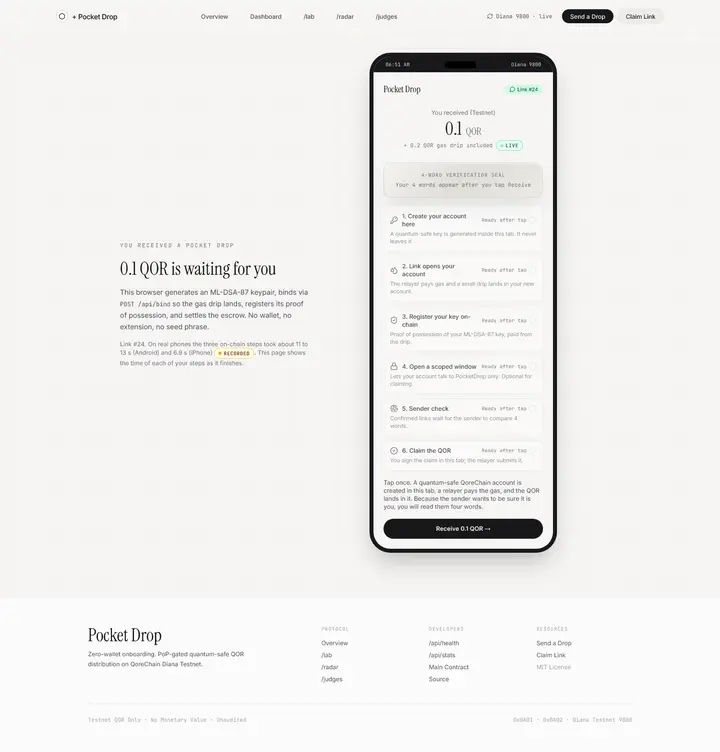 + Pocket Drop
Overview
Dashboard
/lab
/radar
/judges
Diana 9800 · live
Send a Drop
Claim Link
06:51 AM
Diana 9800
Pocket Drop
Link #24
You received (Testnet)
0.1 QOR
+ 0.2 QOR gas drip included
LIVE
4-WORD VERIFICATION SEAL
Your 4 words appear after you tap Receive
1. Create your account here
Ready after tap
A quantum-safe key is generated inside this tab. It never
leaves it.
2. Link opens your account
Ready after tap
The relayer pays gas and a small drip lands in your new
account.
3. Register your key on-chain
Ready after tap
Proof of possession of your ML-DSA-87 key, paid from
the drip.
4. Open a scoped window
Ready after tap
Lets your account talk to PocketDrop only. Optional for
claiming.
5. Sender check
Ready after tap
Confirmed links wait for the sender to compare 4
words.
6. Claim the QOR
Ready after tap
You sign the claim in this tab; the relayer submits it.
Tap once. A quantum-safe QoreChain account is
created in this tab, a relayer pays the gas, and the QOR
lands in it. Because the sender wants to be sure it is
you, you will read them four words.
Receive 0.1 QOR →
YOU RECEIVED A POCKET DROP
0.1 QOR is waiting for you
This browser generates an ML-DSA-87 keypair, binds via
POST /api/bind so the gas drip lands, registers its proof
of possession, and settles the escrow. No wallet, no
extension, no seed phrase.
Link #24. On real phones the three on-chain steps took about 11 to
13 s (Android) and 6.9 s (iPhone) RECORDED . This page shows
the time of each of your steps as it finishes.
Pocket Drop
Zero-wallet onboarding. PoP-gated quantum-safe QOR
distribution on QoreChain Diana Testnet.
PROTOCOL
Overview
/lab
/radar
/judges
DEVELOPERS
/api/health
/api/stats
Main Contract
Source
RESOURCES
Send a Drop
Claim Link
MIT License
Testnet QOR Only · No Monetary Value · Unaudited
0x0A01 · 0x0A02 · Diana Testnet 9800